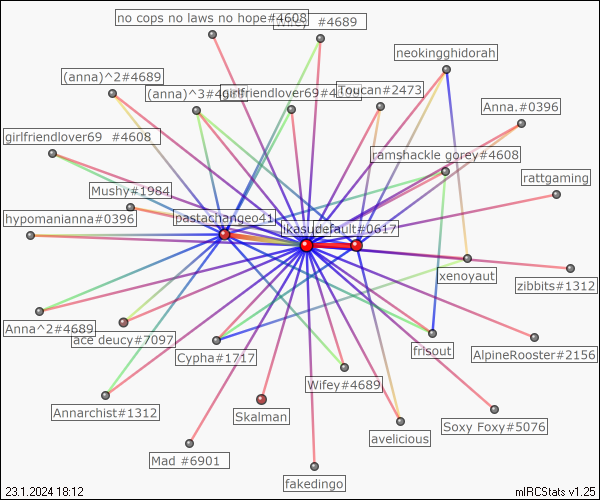 no cops no laws no hope#4608
Wifey  #4689
neokingghidorah
(anna)^2#4689
(anna)^3#4689
girlfriendlover69#4608
Toucan#2473
Anna.#0396
girlfriendlover69  #4608
ramshackle gorey#4608
Mushy#1984
rattgaming
hypomanianna#0396
pastachangeo41
ikasudefault#0617
xenoyaut
zibbits#1312
Anna^2#4689
ace deucy#7097
Cypha#1717
frisout
AlpineRooster#2156
Wifey#4689
Annarchist#1312
Skalman
Soxy Foxy#5076
avelicious
Mad #6901
fakedingo
23.1.2024 18:12
mIRCStats v1.25